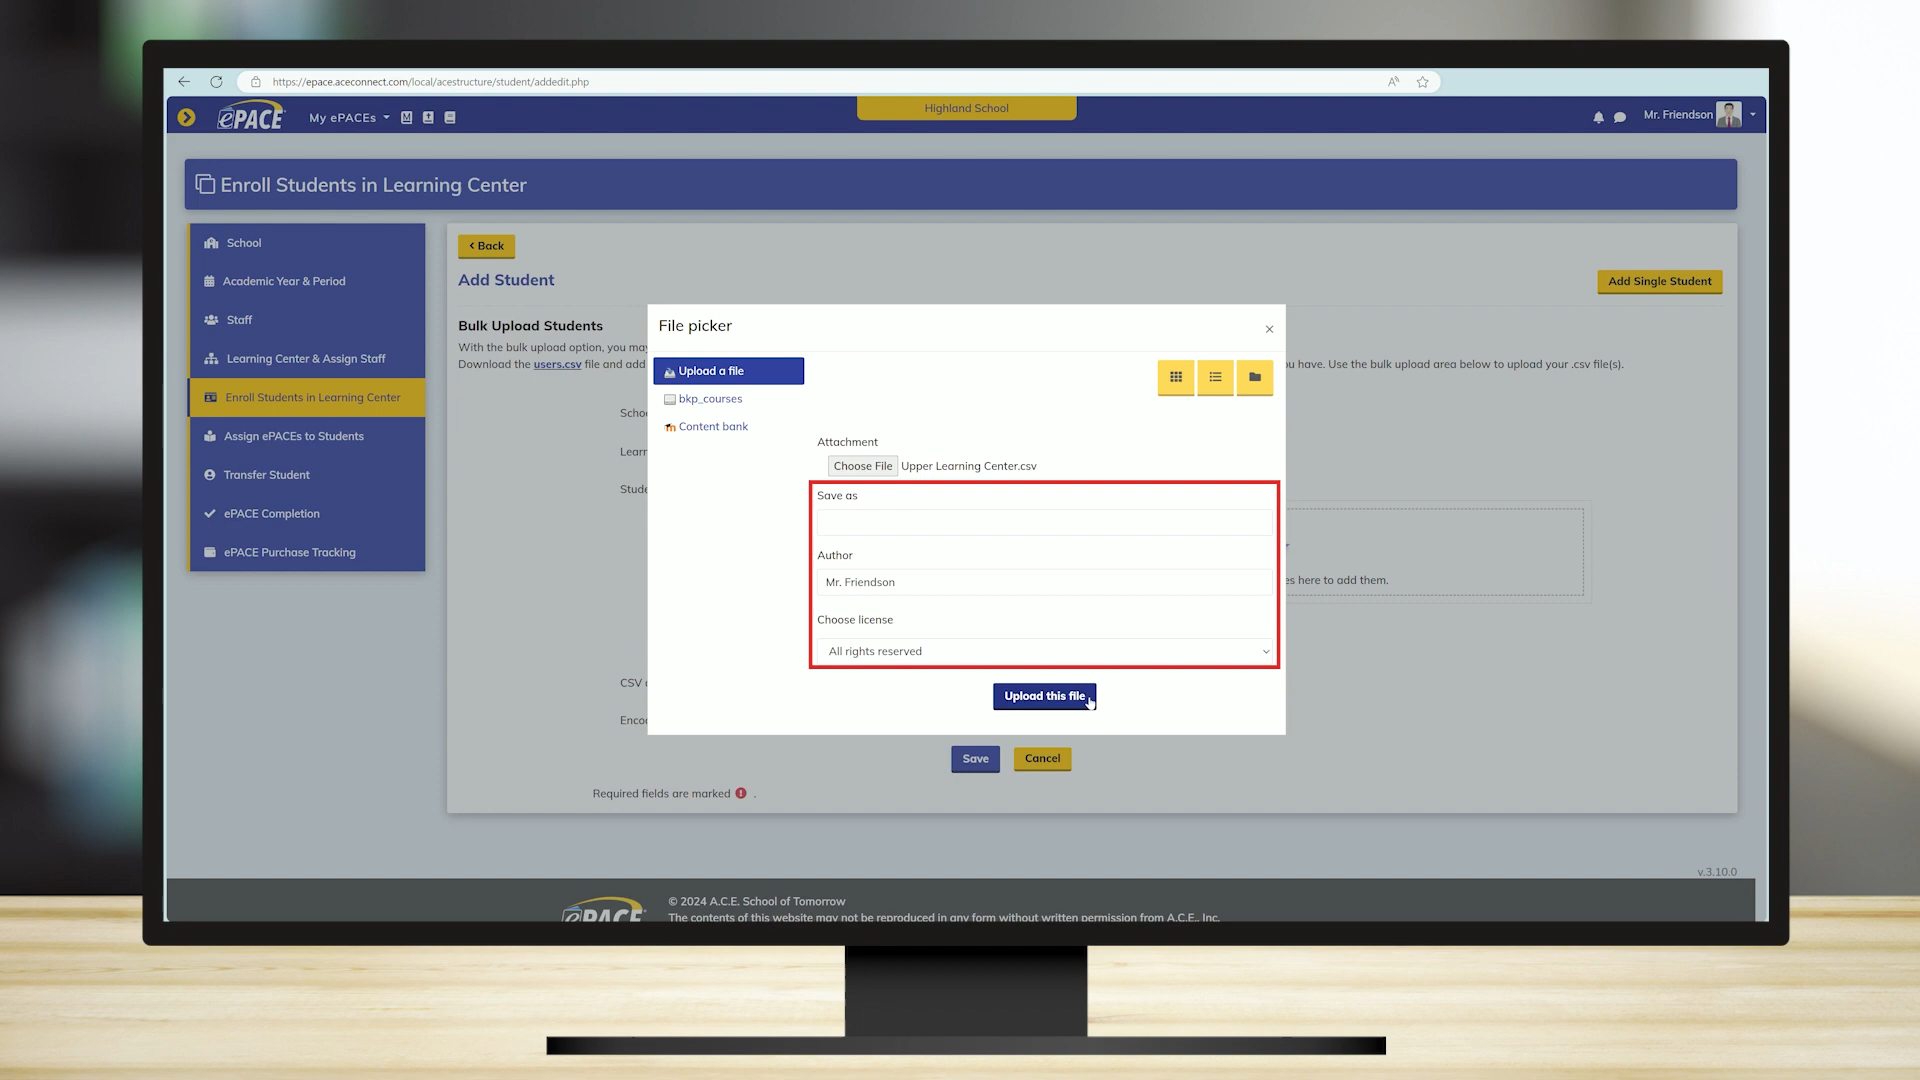 https://epace.aceconnect.com/local/acestructure/student/addedit.php
ePACE
My ePACEs
Highland School
Mr. Friendson
Enroll Students in Learning Center
School
Academic Year & Period
Staff
Learning Center & Assign Staff
Enroll Students in Learning Center
Assign ePACEs to Students
Transfer Student
ePACE Completion
ePACE Purchase Tracking
Back
Add Student
Add Single Student
Bulk Upload Students
With the bulk upload option, you may
Download the users.csv file and add
u have. Use the bulk upload area below to upload your .csv file(s).
File picker
Upload a file
bkp_courses
Content bank
Attachment
Choose File Upper Learning Center.csv
Save as
Author
Mr. Friendson
Choose license
All rights reserved
Upload this file
es here to add them.
CSV
Save
Cancel
Required fields are marked .
v.3.10.0
ePACE
© 2024 A.C.E. School of Tomorrow
The contents of this website may not be reproduced in any form without written permission from A.C.E., Inc.